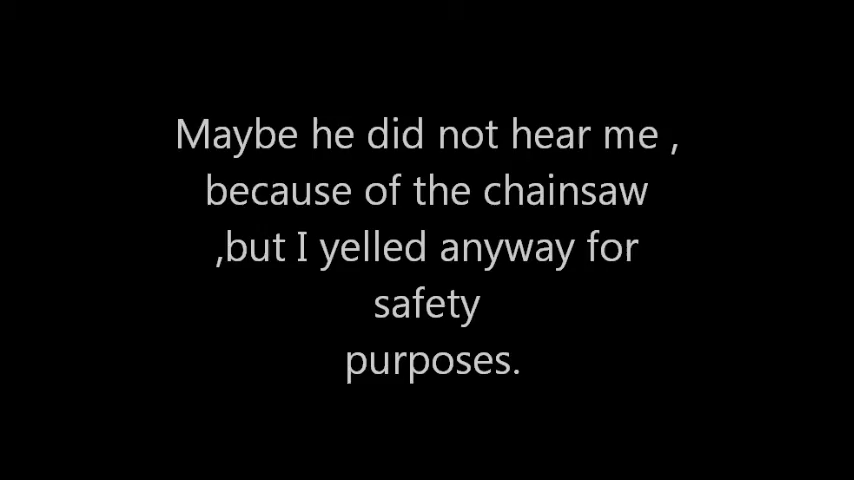 Maybe he did not hear me ,
because of the chainsaw
,but I yelled anyway for
safety
purposes.